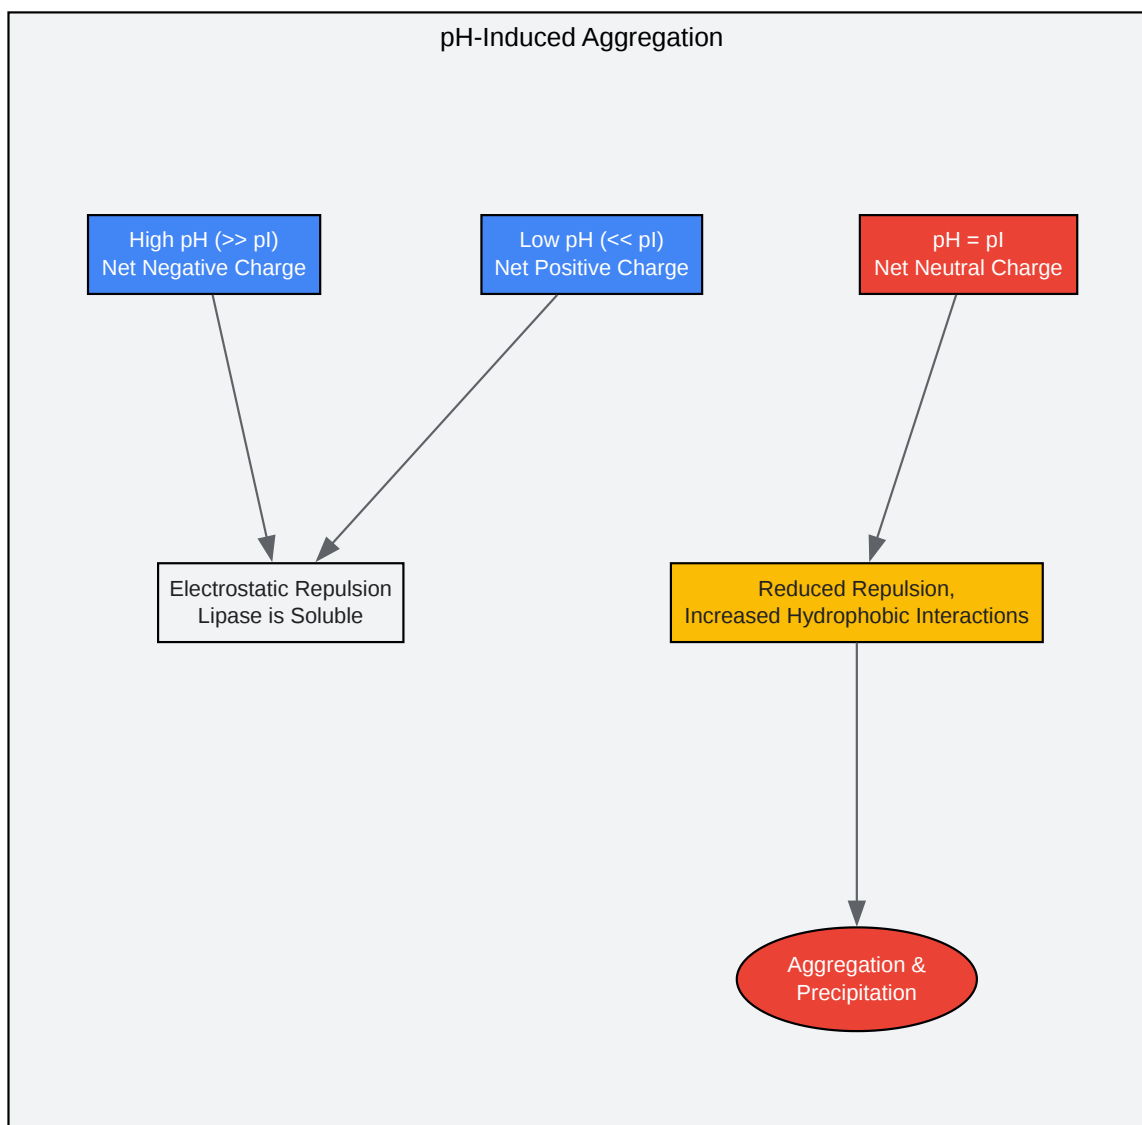 pH-Induced Aggregation
High pH (>> pI)
Net Negative Charge
Low pH (<< pI)
Net Positive Charge
pH = pI
Net Neutral Charge
Electrostatic Repulsion
Lipase is Soluble
Reduced Repulsion,
Increased Hydrophobic Interactions
Aggregation &
Precipitation